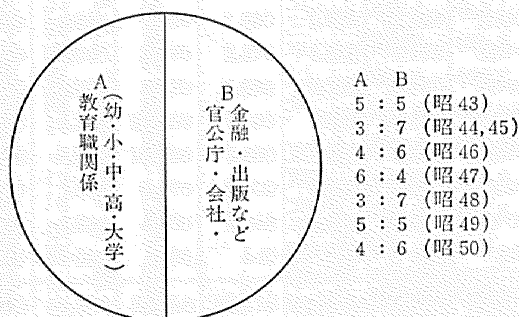 A
(幼・小・中・高・大学)
教育職関係
B
金融・出版など
官公庁・会社・
A B
5 : 5 (昭43)
3 : 7 (昭44,45)
4 : 6 (昭46)
6 : 4 (昭47)
3 : 7 (昭48)
5 : 5 (昭49)
4 : 6 (昭50)